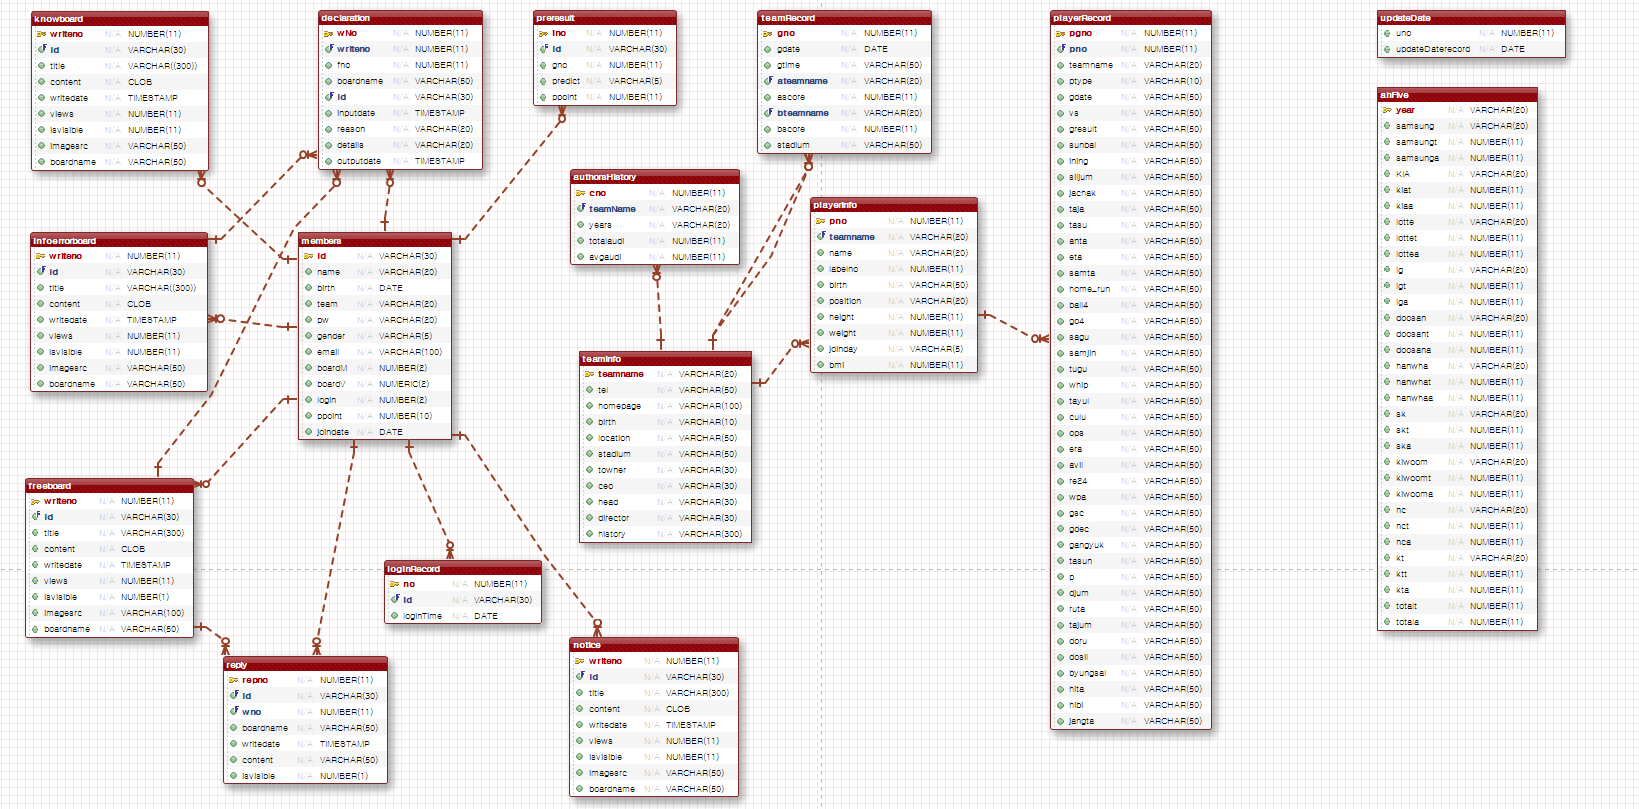 knowboard
writeno N/A NUMBER(11)
id N/A VARCHAR(30)
title N/A VARCHAR((300))
content N/A CLOB
writedate N/A TIMESTAMP
views N/A NUMBER(11)
isvisible N/A NUMBER(11)
imagesrc N/A VARCHAR(50)
boardname N/A VARCHAR(50)
declaration
wNo N/A NUMBER(11)
writeno N/A NUMBER(11)
fno N/A NUMBER(11)
boardname N/A VARCHAR(50)
id N/A VARCHAR(30)
inputdate N/A TIMESTAMP
reason N/A VARCHAR(20)
details N/A VARCHAR(20)
outputdate N/A TIMESTAMP
preresult
ino N/A NUMBER(11)
id N/A VARCHAR(30)
gno N/A NUMBER(11)
predict N/A VARCHAR(5)
ppoint N/A NUMBER(11)
teamRecord
gno N/A NUMBER(11)
gdate N/A DATE
gtime N/A VARCHAR(50)
ateamname N/A VARCHAR(20)
ascore N/A NUMBER(11)
bteamname N/A VARCHAR(20)
bscore N/A NUMBER(11)
stadium N/A VARCHAR(50)
playerRecord
pgno N/A NUMBER(11)
pno N/A NUMBER(11)
teamname N/A VARCHAR(20)
ptype N/A VARCHAR(10)
gdate N/A VARCHAR(50)
vs N/A VARCHAR(50)
gresult N/A VARCHAR(50)
sunbal N/A VARCHAR(50)
ining N/A VARCHAR(50)
siljum N/A VARCHAR(50)
jachak N/A VARCHAR(50)
taja N/A VARCHAR(50)
tasu N/A VARCHAR(50)
anta N/A VARCHAR(50)
eta N/A VARCHAR(50)
samta N/A VARCHAR(50)
home_run N/A VARCHAR(50)
ball4 N/A VARCHAR(50)
go4 N/A VARCHAR(50)
sagu N/A VARCHAR(50)
samjin N/A VARCHAR(50)
tugu N/A VARCHAR(50)
whip N/A VARCHAR(50)
tayul N/A VARCHAR(50)
culu N/A VARCHAR(50)
ops N/A VARCHAR(50)
era N/A VARCHAR(50)
avli N/A VARCHAR(50)
re24 N/A VARCHAR(50)
wpa N/A VARCHAR(50)
gsc N/A VARCHAR(50)
gdec N/A VARCHAR(50)
gangyuk N/A VARCHAR(50)
tasun N/A VARCHAR(50)
p N/A VARCHAR(50)
djum N/A VARCHAR(50)
ruta N/A VARCHAR(50)
tajum N/A VARCHAR(50)
doru N/A VARCHAR(50)
dosil N/A VARCHAR(50)
byungsal N/A VARCHAR(50)
hita N/A VARCHAR(50)
hibi N/A VARCHAR(50)
jangta N/A VARCHAR(50)
updateDate
uno N/A NUMBER(11)
updateDaterecord N/A DATE
ahFive
year N/A VARCHAR(20)
samsung N/A VARCHAR(20)
samsungt N/A NUMBER(11)
samsunga N/A NUMBER(11)
KIA N/A VARCHAR(20)
kiat N/A NUMBER(11)
kiaa N/A NUMBER(11)
lotte N/A VARCHAR(20)
lottet N/A NUMBER(11)
lottea N/A NUMBER(11)
lg N/A VARCHAR(20)
lgt N/A NUMBER(11)
lga N/A NUMBER(11)
doosan N/A VARCHAR(20)
doosant N/A NUMBER(11)
doosana N/A NUMBER(11)
hanwha N/A VARCHAR(20)
hanwhat N/A NUMBER(11)
hanwhaa N/A NUMBER(11)
sk N/A VARCHAR(20)
skt N/A NUMBER(11)
ska N/A NUMBER(11)
kiwoom N/A VARCHAR(20)
kiwoomt N/A NUMBER(11)
kiwooma N/A NUMBER(11)
nc N/A VARCHAR(20)
nct N/A NUMBER(11)
nca N/A NUMBER(11)
kt N/A VARCHAR(20)
ktt N/A NUMBER(11)
kta N/A NUMBER(11)
totalt N/A NUMBER(11)
totala N/A NUMBER(11)
authorsHistory
cno N/A NUMBER(11)
teamName N/A VARCHAR(20)
years N/A VARCHAR(20)
totalaudi N/A NUMBER(11)
avgaudi N/A NUMBER(11)
playerInfo
pno N/A NUMBER(11)
teamname N/A VARCHAR(20)
name N/A VARCHAR(20)
labelno N/A NUMBER(11)
birth N/A VARCHAR(50)
position N/A VARCHAR(20)
height N/A NUMBER(11)
weight N/A NUMBER(11)
joinday N/A VARCHAR(5)
bmi N/A NUMBER(11)
infoerrorboard
writeno N/A NUMBER(11)
id N/A VARCHAR(30)
title N/A VARCHAR((300))
content N/A CLOB
writedate N/A TIMESTAMP
views N/A NUMBER(11)
isvisible N/A NUMBER(11)
imagesrc N/A VARCHAR(50)
boardname N/A VARCHAR(50)
members
id N/A VARCHAR(30)
name N/A VARCHAR(20)
birth N/A DATE
team N/A VARCHAR(20)
pw N/A VARCHAR(20)
gender N/A VARCHAR(5)
email N/A VARCHAR(100)
boardM N/A NUMBER(2)
boardV N/A NUMERIC(2)
login N/A NUMBER(2)
ppoint N/A NUMBER(10)
joindate N/A DATE
teamInfo
teamname N/A VARCHAR(20)
tel N/A VARCHAR(50)
homepage N/A VARCHAR(100)
birth N/A VARCHAR(10)
location N/A VARCHAR(50)
stadium N/A VARCHAR(50)
towner N/A VARCHAR(30)
ceo N/A VARCHAR(30)
head N/A VARCHAR(30)
director N/A VARCHAR(30)
history N/A VARCHAR(300)
freeboard
writeno N/A NUMBER(11)
id N/A VARCHAR(30)
title N/A VARCHAR(300)
content N/A CLOB
writedate N/A TIMESTAMP
views N/A NUMBER(11)
isvisible N/A NUMBER(1)
imagesrc N/A VARCHAR(100)
boardname N/A VARCHAR(50)
loginRecord
no N/A NUMBER(11)
id N/A VARCHAR(30)
loginTime N/A DATE
reply
repno N/A NUMBER(11)
id N/A VARCHAR(30)
wno N/A NUMBER(11)
boardname N/A VARCHAR(50)
writedate N/A TIMESTAMP
content N/A VARCHAR(50)
isvisible N/A NUMBER(1)
notice
writeno N/A NUMBER(11)
id N/A VARCHAR(30)
title N/A VARCHAR(300)
content N/A CLOB
writedate N/A TIMESTAMP
views N/A NUMBER(11)
isvisible N/A NUMBER(11)
imagesrc N/A VARCHAR(50)
boardname N/A VARCHAR(50)